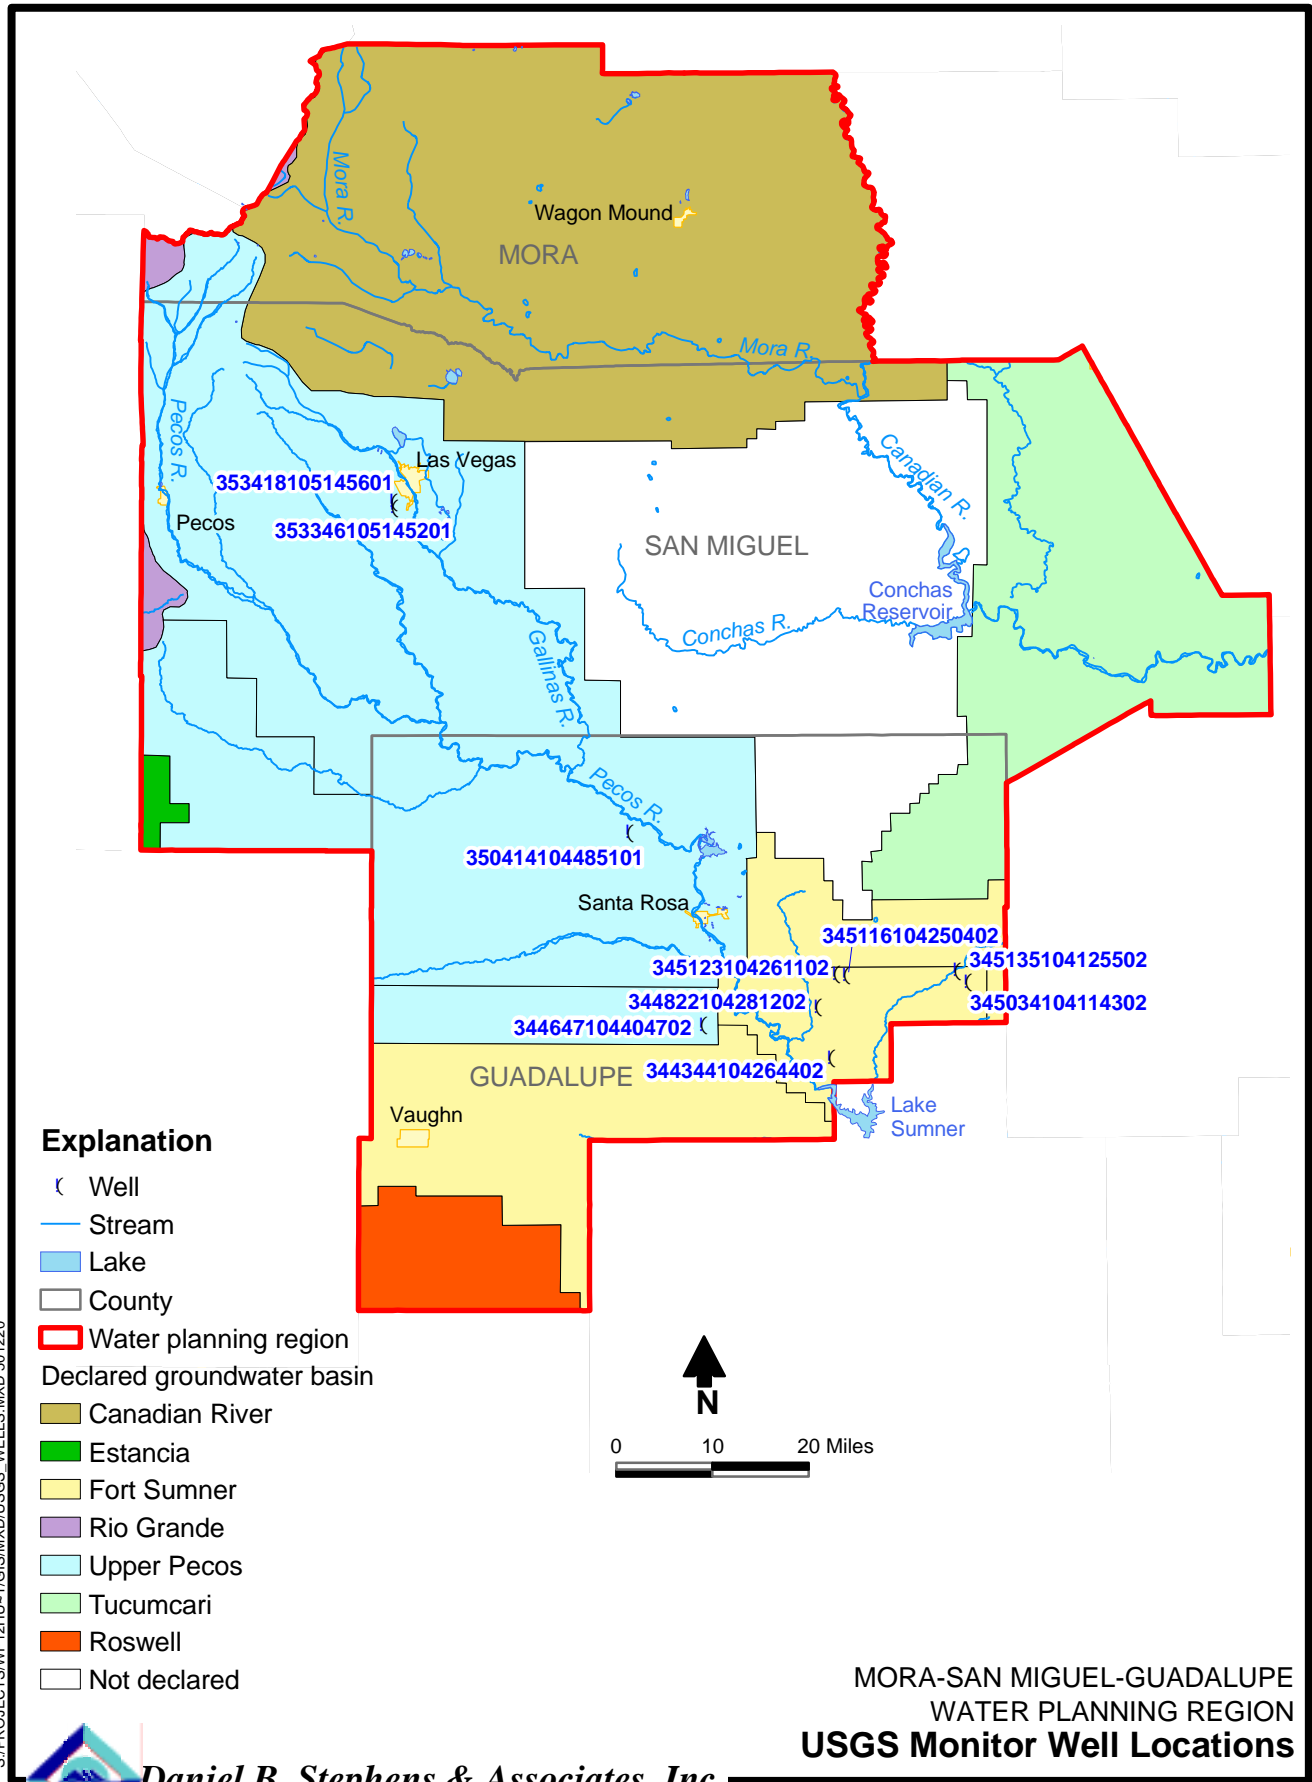 Mora R.
Wagon Mound
MORA
Mora R.
Pecos R.
Las Vegas
353418105145601
Canadian R.
Pecos
353346105145201
SAN MIGUEL
Conchas
Reservoir
Conchas R.
Gallinas R.
Pecos R.
350414104485101
Santa Rosa
345116104250402
345123104261102
345135104125502
344822104281202
345034104114302
344647104404702
344344104264402
GUADALUPE
Vaughn
Lake
Sumner
Explanation
Well
Stream
Lake
County
Water planning region
Declared groundwater basin
Canadian River
Estancia
Fort Sumner
Rio Grande
Upper Pecos
Tucumcari
Roswell
Not declared
N
0 10 20 Miles
MORA-SAN MIGUEL-GUADALUPE
WATER PLANNING REGION
USGS Monitor Well Locations
Daniel B. Stephens & Associates, Inc.